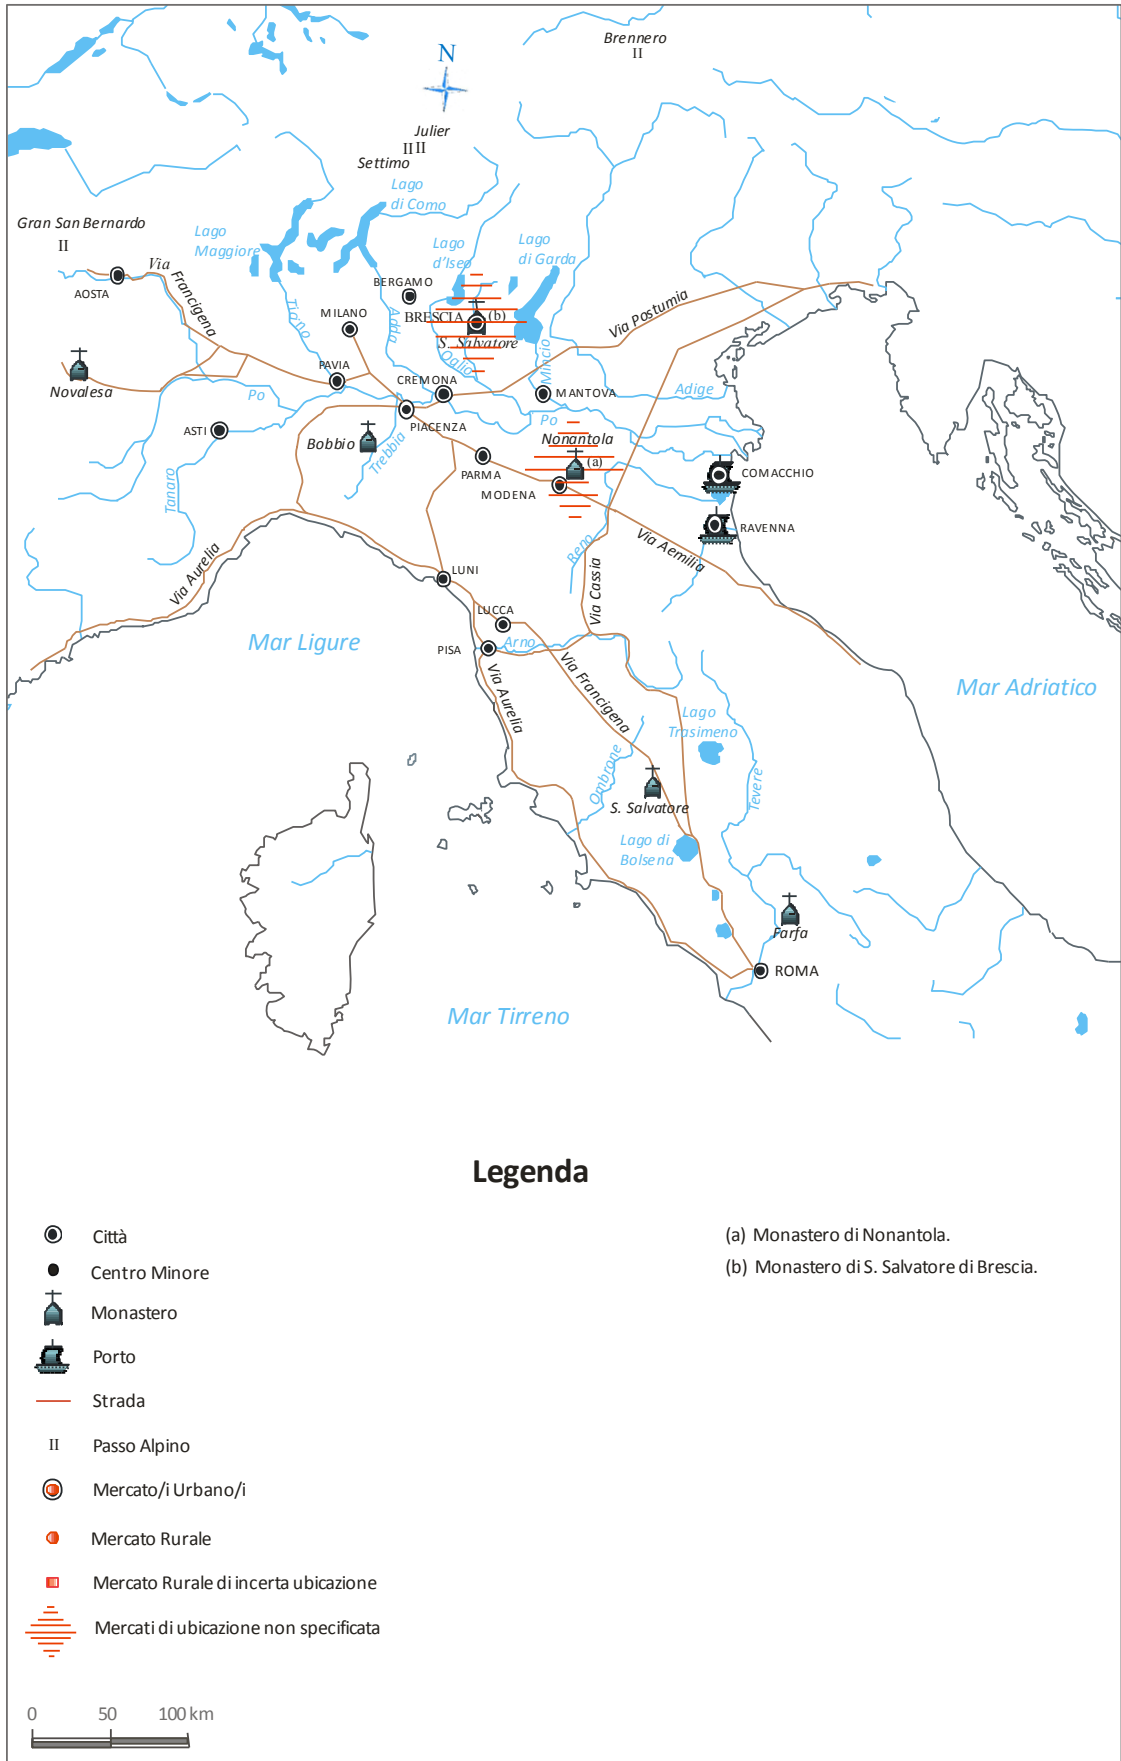 Brennero
II
N
Julier
II II
Settimo
Lago
di Como
Gran San Bernardo
II
Lago
Maggiore
Lago
d'Iseo
Lago
di Garda
Via
Francigena
AOSTA
BERGAMO
MILANO
Ticino
Adda
BRESCIA
(b)
S. Salvatore
Oglio
Mincio
Via Postumia
Novalesa
PAVIA
Po
CREMONA
MANTOVA
Adige
ASTI
PIACENZA
Po
Bobbio
Trebbia
Nonantola
(a)
PARMA
MODENA
COMACCHIO
RAVENNA
Tanaro
Reno
Via Aemilia
Via Aurelia
Via Cassia
LUNI
LUCCA
Mar Ligure
PISA
Arno
Via Aurelia
Via Francigena
Mar Adriatico
Lago
Trasimeno
Ombrone
Tevere
S. Salvatore
Lago di
Bolsena
Farfa
ROMA
Mar Tirreno
Legenda
Città
Centro Minore
Monastero
Porto
Strada
II Passo Alpino
Mercato/i Urbano/i
Mercato Rurale
Mercato Rurale di incerta ubicazione
Mercati di ubicazione non specificata
(a) Monastero di Nonantola.
(b) Monastero di S. Salvatore di Brescia.
0 50 100 km